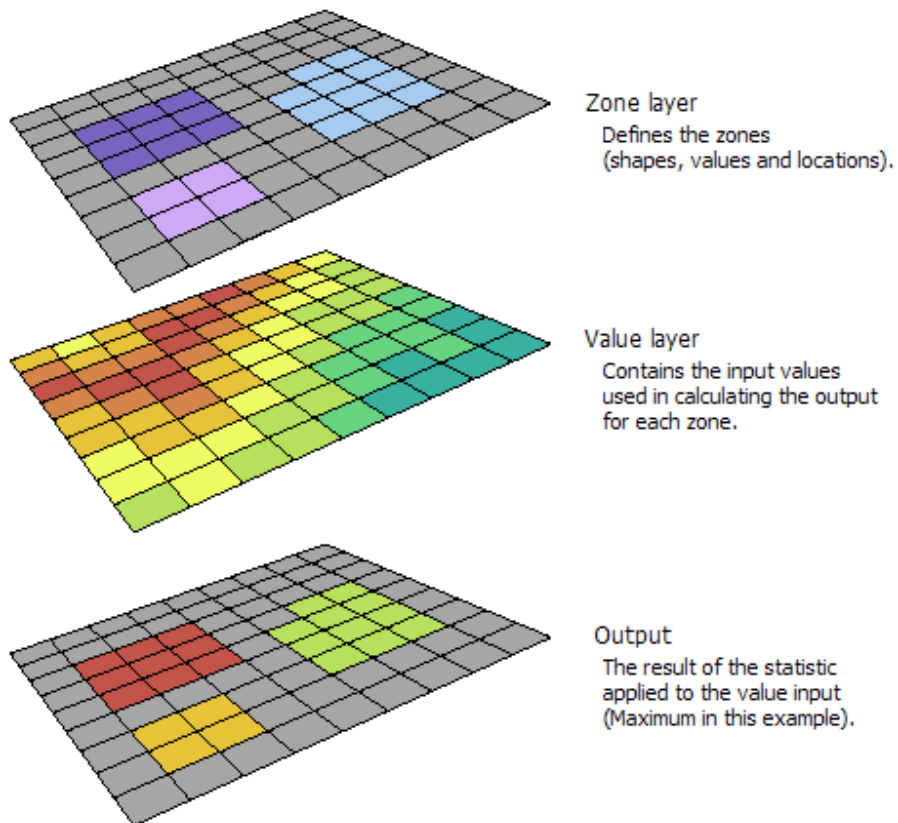 Zone layer
Defines the zones
(shapes, values and locations).
Value layer
Contains the input values
used in calculating the output
for each zone.
Output
The result of the statistic
applied to the value input
(Maximum in this example).